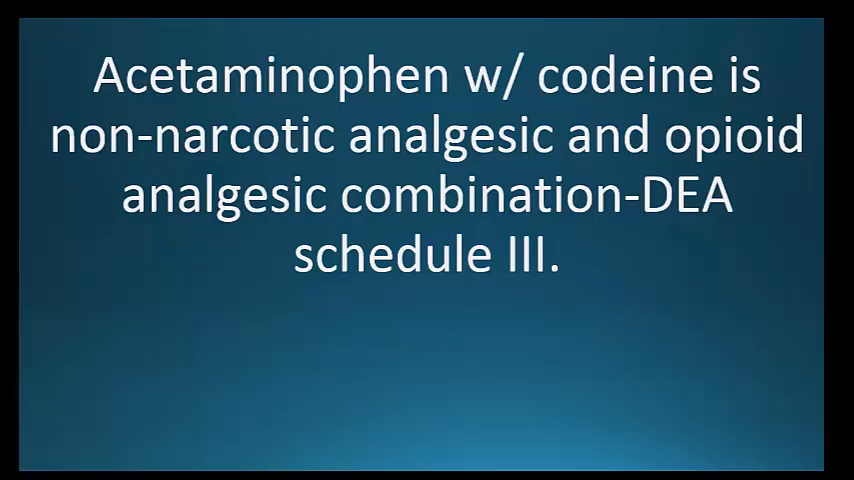 Acetaminophen w/ codeine is
non-narcotic analgesic and opioid
analgesic combination-DEA
schedule III.